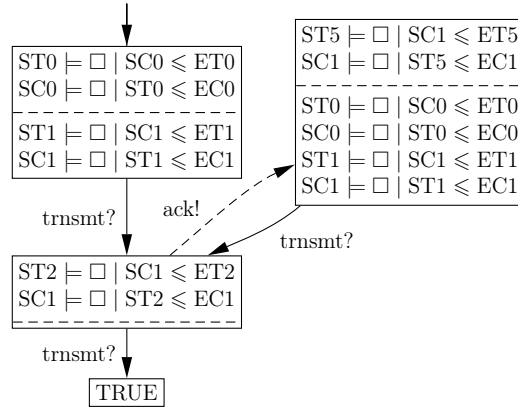 ST0 ⊨ □ | SC0 ⩽ ET0
SC0 ⊨ □ | ST0 ⩽ EC0
ST1 ⊨ □ | SC1 ⩽ ET1
SC1 ⊨ □ | ST1 ⩽ EC1
ST5 ⊨ □ | SC1 ⩽ ET5
SC1 ⊨ □ | ST5 ⩽ EC1
ST0 ⊨ □ | SC0 ⩽ ET0
SC0 ⊨ □ | ST0 ⩽ EC0
ST1 ⊨ □ | SC1 ⩽ ET1
SC1 ⊨ □ | ST1 ⩽ EC1
trnsmt?
ack!
trnsmt?
ST2 ⊨ □ | SC1 ⩽ ET2
SC1 ⊨ □ | ST2 ⩽ EC1
trnsmt?
TRUE